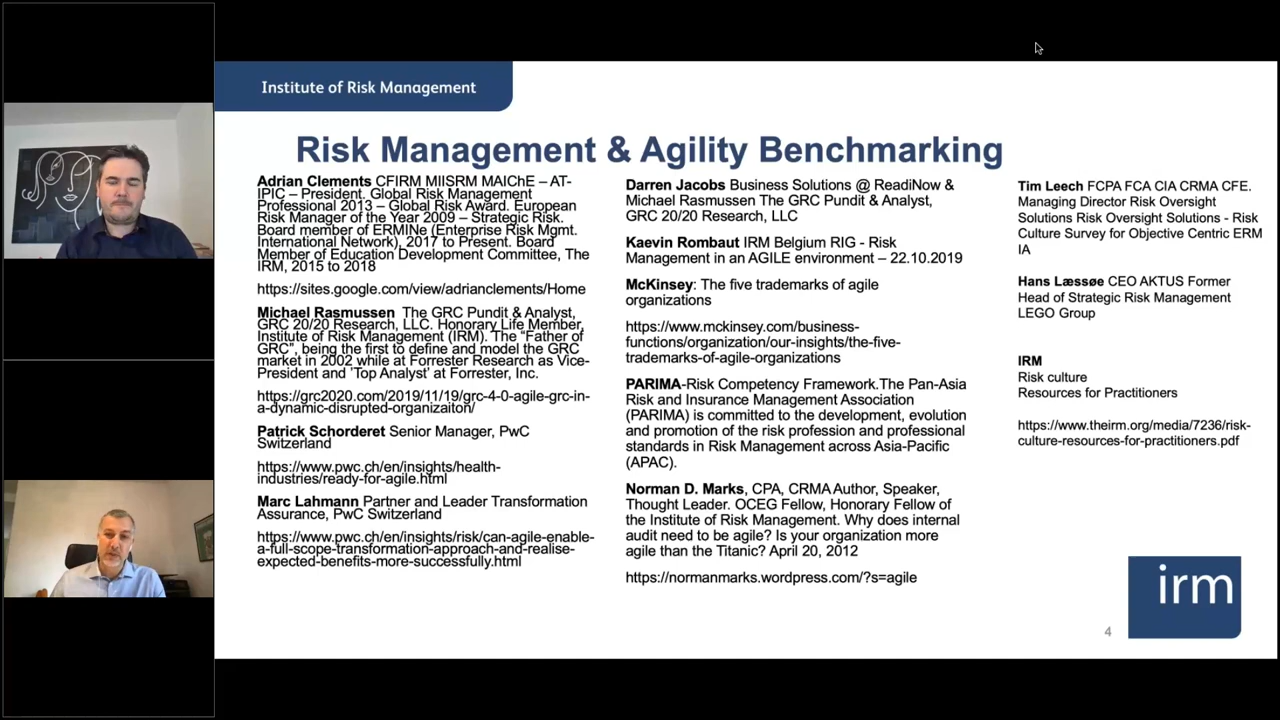 Institute of Risk Management
Risk Management & Agility Benchmarking
Adrian Clements CFIRM MIISRM MAIChE – AT-
IPIC – President, Global Risk Management
Professional 2013 – Global Risk Award. European
Risk Manager of the Year 2009 – Strategic Risk.
Board member of ERMINe (Enterprise Risk Mgmt.
International Network), 2017 to Present. Board
Member of Education Development Committee, The
IRM, 2015 to 2018
https://sites.google.com/view/adrianclements/Home
Michael Rasmussen The GRC Pundit & Analyst,
GRC 20/20 Research, LLC. Honorary Life Member,
Institute of Risk Management (IRM). The “Father of
GRC”, being the first to define and model the GRC
market in 2002 while at Forrester Research as Vice-
President and 'Top Analyst' at Forrester, Inc.
https://grc2020.com/2019/11/19/grc-4-0-agile-grc-in-
a-dynamic-disrupted-organizaiton/
Patrick Schorderet Senior Manager, PwC
Switzerland
https://www.pwc.ch/en/insights/health-
industries/ready-for-agile.html
Marc Lahmann Partner and Leader Transformation
Assurance, PwC Switzerland
https://www.pwc.ch/en/insights/risk/can-agile-enable-
a-full-scope-transformation-approach-and-realise-
expected-benefits-more-successfully.html
Darren Jacobs Business Solutions @ ReadiNow &
Michael Rasmussen The GRC Pundit & Analyst,
GRC 20/20 Research, LLC
Kaevin Rombaut IRM Belgium RIG - Risk
Management in an AGILE environment – 22.10.2019
McKinsey: The five trademarks of agile
organizations
https://www.mckinsey.com/business-
functions/organization/our-insights/the-five-
trademarks-of-agile-organizations
PARIMA-Risk Competency Framework.The Pan-Asia
Risk and Insurance Management Association
(PARIMA) is committed to the development, evolution
and promotion of the risk profession and professional
standards in Risk Management across Asia-Pacific
(APAC).
Norman D. Marks, CPA, CRMA Author, Speaker,
Thought Leader. OCEG Fellow, Honorary Fellow of
the Institute of Risk Management. Why does internal
audit need to be agile? Is your organization more
agile than the Titanic? April 20, 2012
https://normanmarks.wordpress.com/?s=agile
Tim Leech FCPA FCA CIA CRMA CFE.
Managing Director Risk Oversight
Solutions Risk Oversight Solutions - Risk
Culture Survey for Objective Centric ERM
IA
Hans Læssøe CEO AKTUS Former
Head of Strategic Risk Management
LEGO Group
IRM
Risk culture
Resources for Practitioners
https://www.theirm.org/media/7236/risk-
culture-resources-for-practitioners.pdf
irm
4